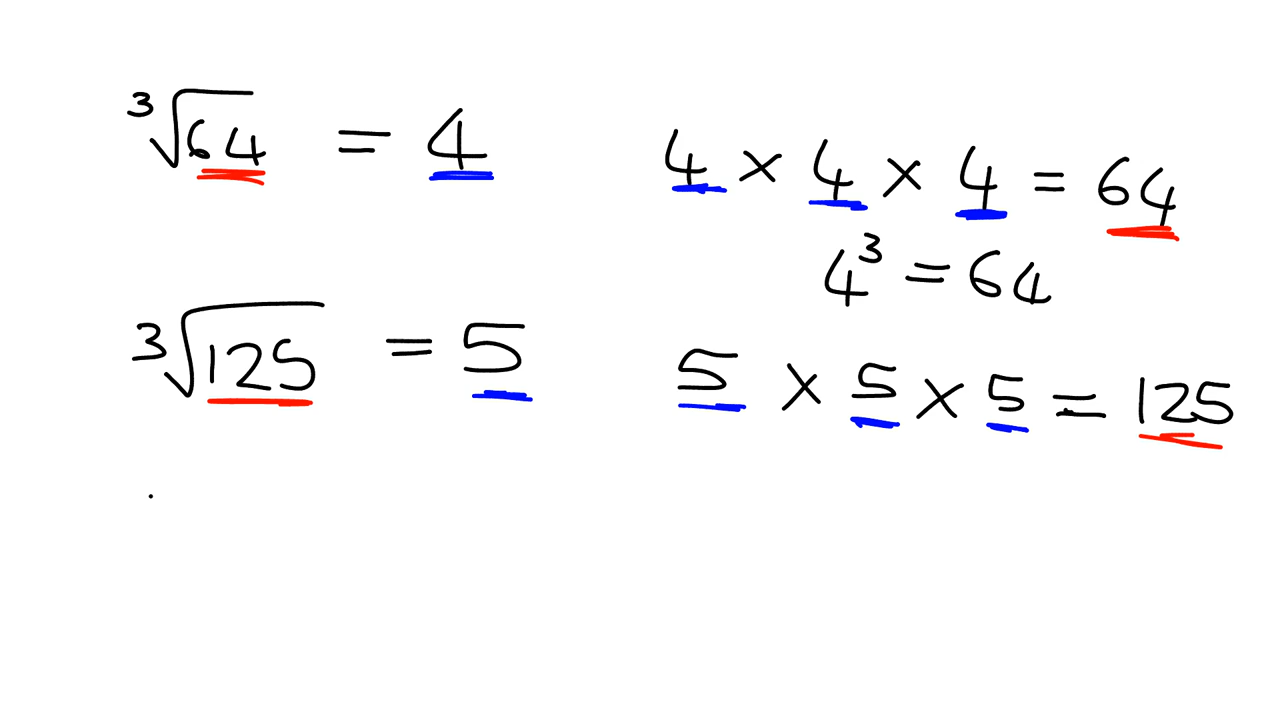 ³√64 = 4
4 × 4 × 4 = 64
4³ = 64
³√125 = 5
5 × 5 × 5 = 125